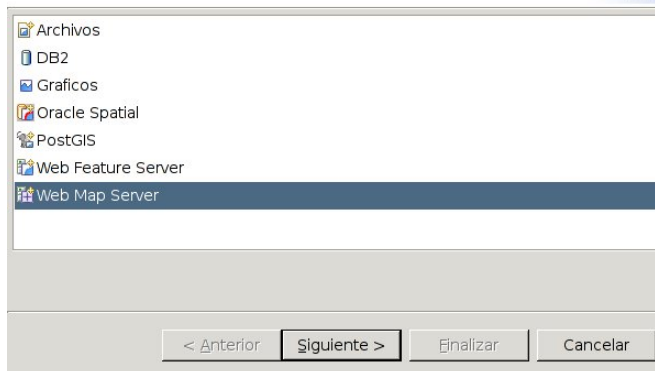 Archivos
DB2
Graficos
Oracle Spatial
PostGIS
Web Feature Server
Web Map Server
< Anterior
Siguiente >
Finalizar
Cancelar